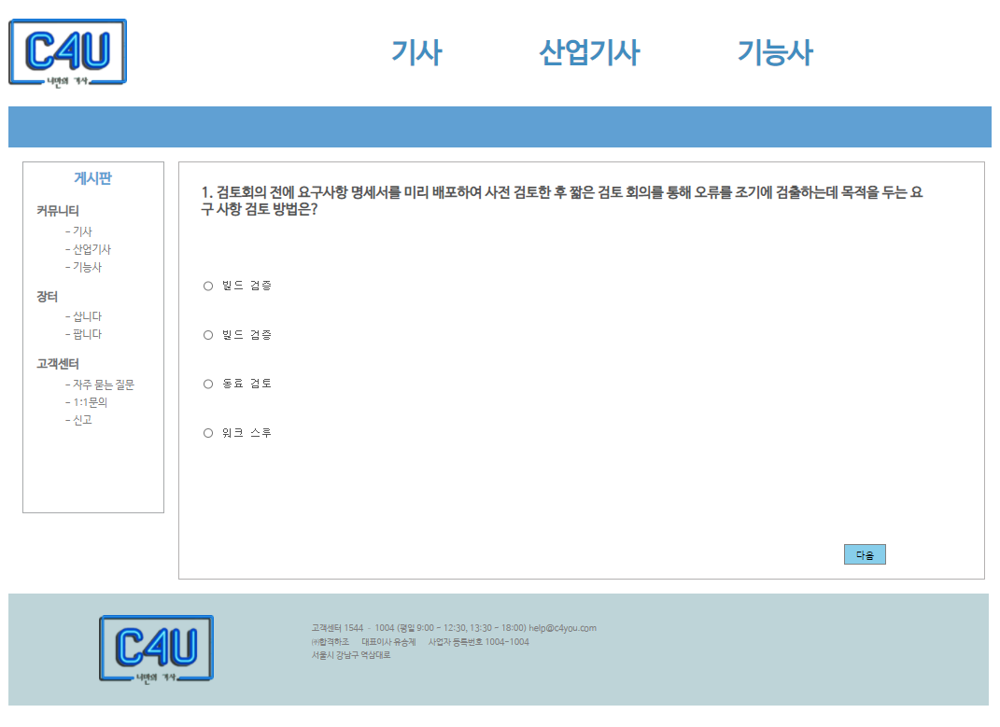 C4U
나만의 기사
기사 산업기사 기능사
게시판
커뮤니티
- 기사
- 산업기사
- 기능사
장터
- 삽니다
- 팝니다
고객센터
- 자주 묻는 질문
- 1:1문의
- 신고
1. 검토회의 전에 요구사항 명세서를 미리 배포하여 사전 검토한 후 짧은 검토 회의를 통해 오류를 조기에 검출하는데 목적을 두는 요
구 사항 검토 방법은?
빌드 검증
빌드 검증
동료 검토
워크 스루
다음
C4U
나만의 기사
고객센터 1544 - 1004 (평일 9:00 - 12:30, 13:30 - 18:00) help@c4you.com
㈜합격하조 대표이사 유승제 사업자 등록번호 1004-1004
서울시 강남구 역삼대로